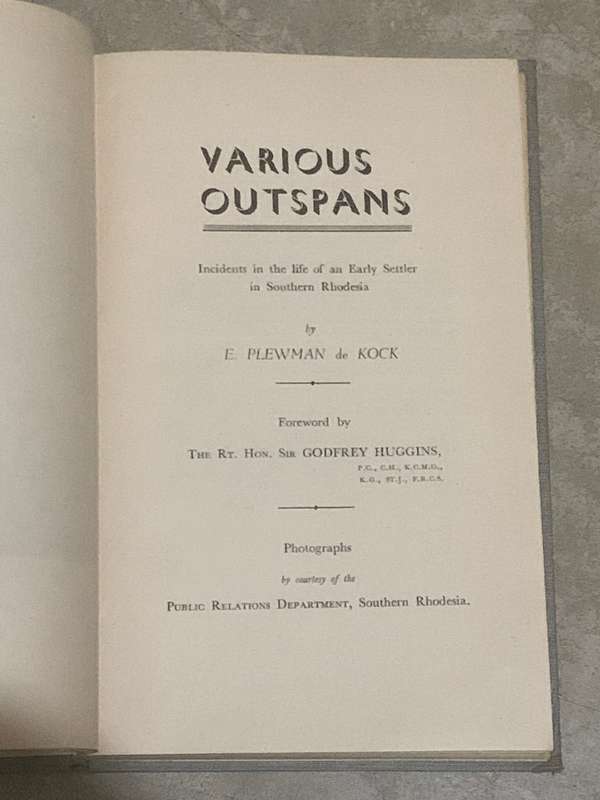 VARIOUS
OUTSPANS
Incidents in the life of an Early Settler
in Southern Rhodesia
by
E. PLEWMAN de KOCK
Foreword by
THE RT. HON. SIR GODFREY HUGGINS,
P.C., C.H., K.C.M.G.,
K.G., ST.J., F.R.C.S.
Photographs
by courtesy of the
PUBLIC RELATIONS DEPARTMENT, Southern Rhodesia.